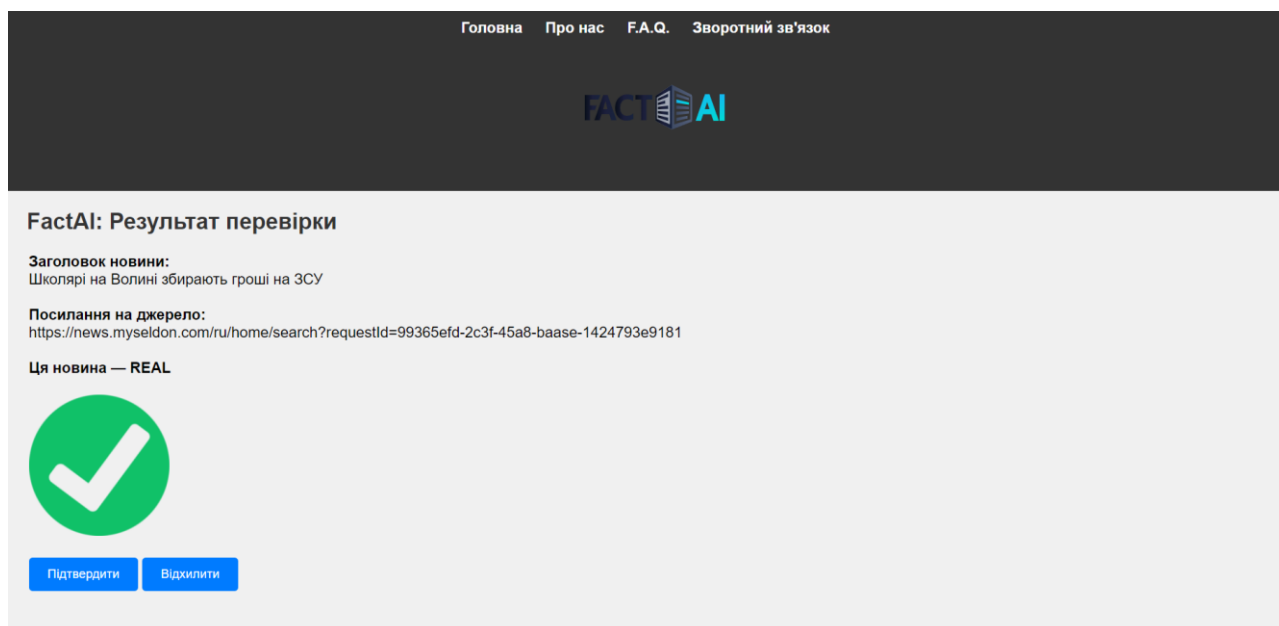 Головна Про нас F.A.Q. Зворотний зв'язок
FACT AI
FactAI: Результат перевірки
Заголовок новини:
Школярі на Волині збирають гроші на ЗСУ
Посилання на джерело:
https://news.myseldon.com/ru/home/search?requestId=99365efd-2c3f-45a8-baase-1424793e9181
Ця новина — REAL
Підтвердити Відхилити